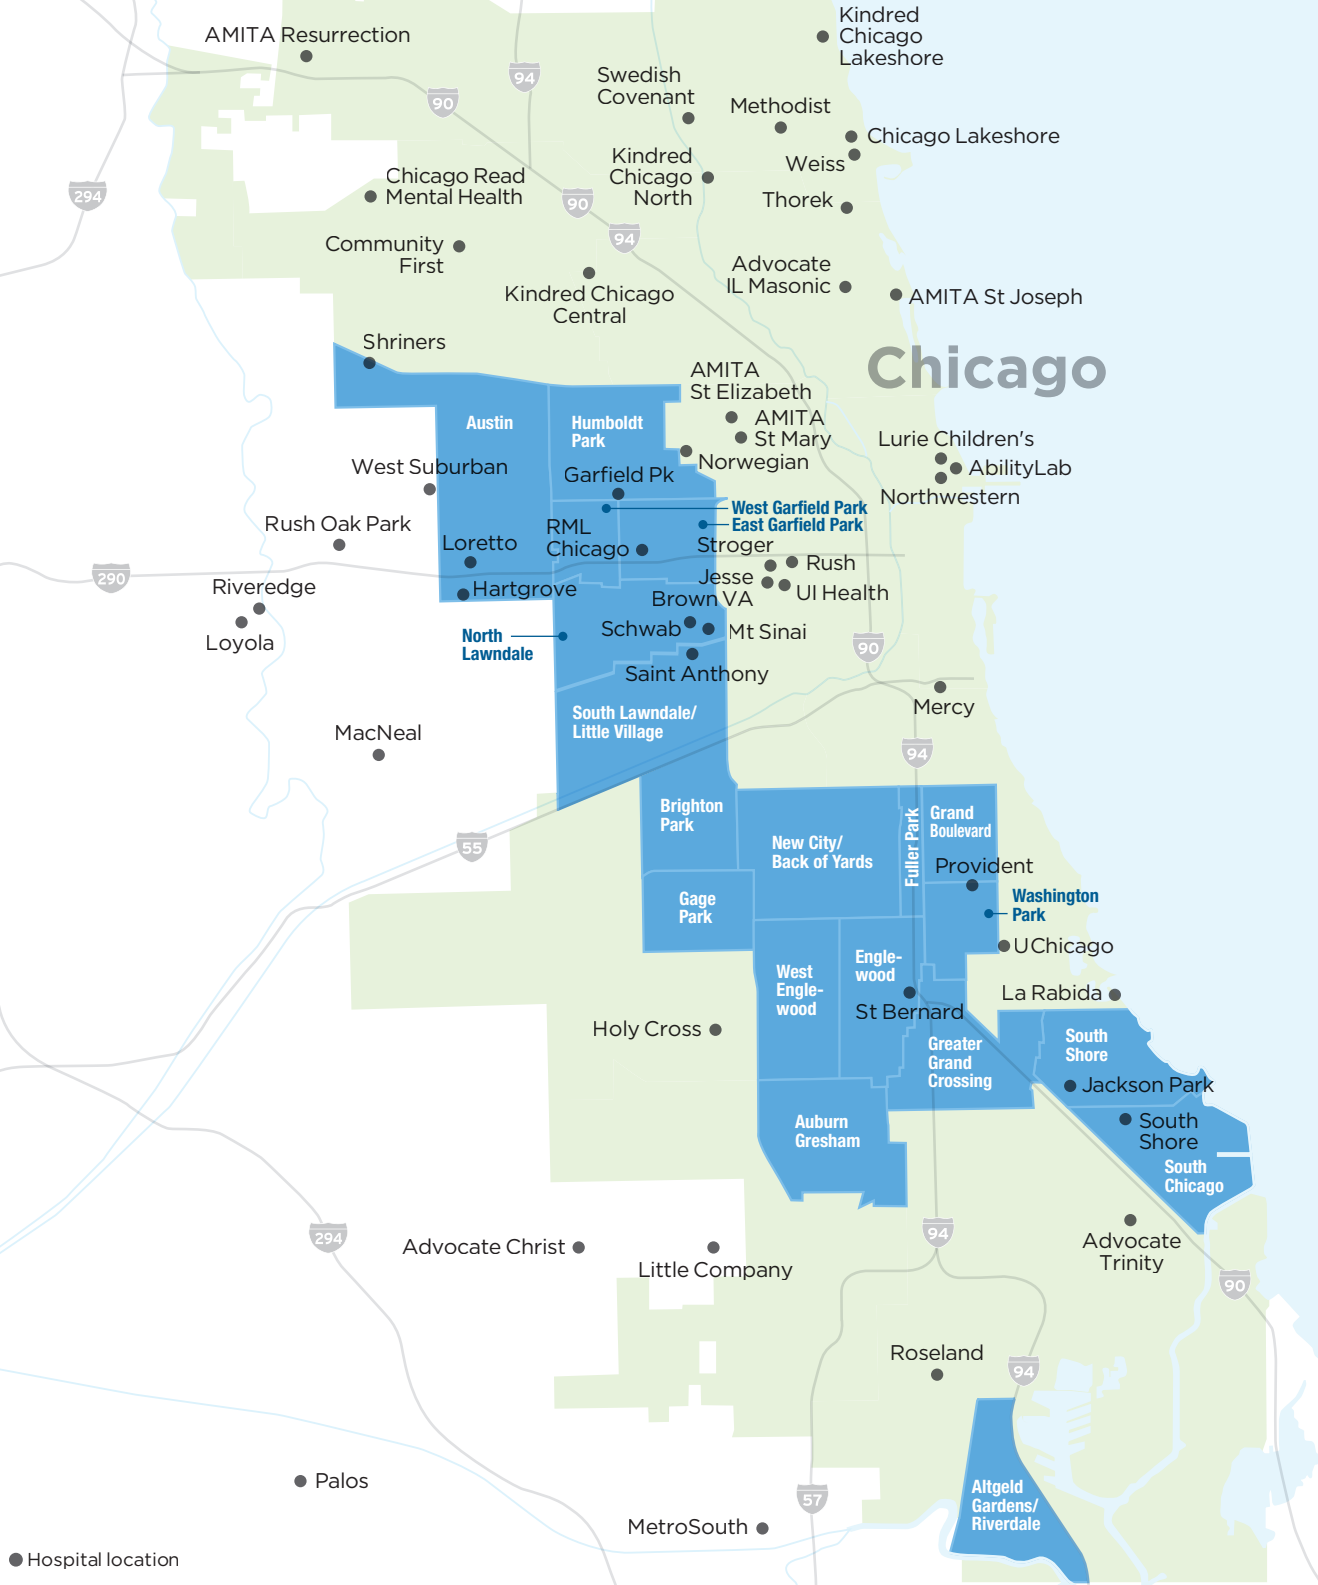 Kindred
Chicago
Lakeshore
AMITA Resurrection
94
Swedish
Covenant
90
Methodist
Chicago Lakeshore
Weiss
Kindred
Chicago
North
Chicago Read
Mental Health
294
90
Thorek
94
Community
First
Advocate
IL Masonic
Kindred Chicago
Central
AMITA St Joseph
Shriners
Chicago
AMITA
St Elizabeth
AMITA
St Mary
Austin
Humboldt
Park
Lurie Children's
Norwegian
AbilityLab
West Suburban
Garfield Pk
Northwestern
West Garfield Park
East Garfield Park
Rush Oak Park
RML
Chicago
Loretto
Stroger
Rush
290
Riveredge
Hartgrove
Jesse
Brown VA
UI Health
Loyola
North
Lawndale
Schwab
Mt Sinai
90
Saint Anthony
Mercy
South Lawndale/
Little Village
MacNeal
94
Brighton
Park
Grand
Boulevard
Fuller Park
New City/
Back of Yards
55
Provident
Gage
Park
Washington
Park
UChicago
Engle-
wood
West
Engle-
wood
La Rabida
St Bernard
Holy Cross
South
Shore
Greater
Grand
Crossing
Jackson Park
Auburn
Gresham
South
Shore
South
Chicago
294
94
Advocate Christ
Little Company
Advocate
Trinity
90
Roseland
94
Palos
57
Altgeld
Gardens/
Riverdale
MetroSouth
Hospital location